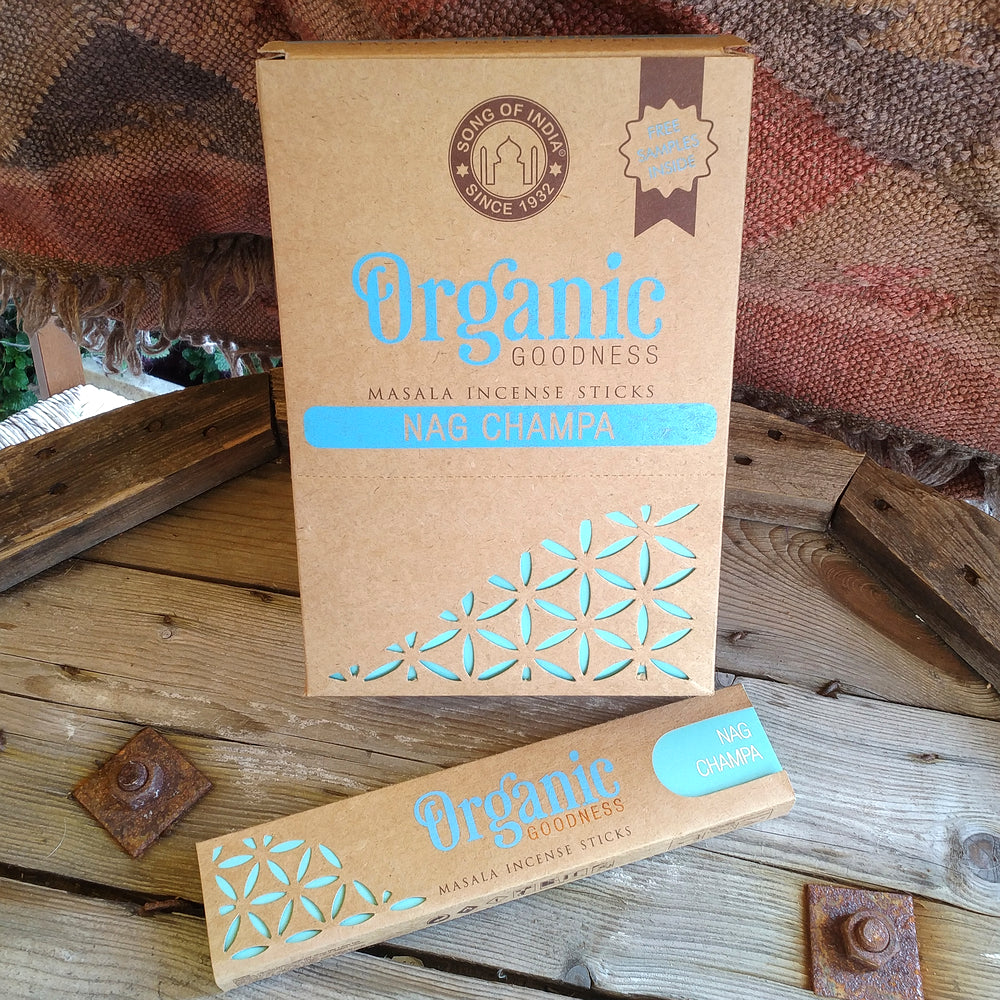 SONG OF INDIA®
SINCE 1932
FREE
SAMPLES
INSIDE
Organic
GOODNESS
MASALA INCENSE STICKS
NAG CHAMPA
NAG
CHAMPA
Organic
GOODNESS
MASALA INCENSE STICKS